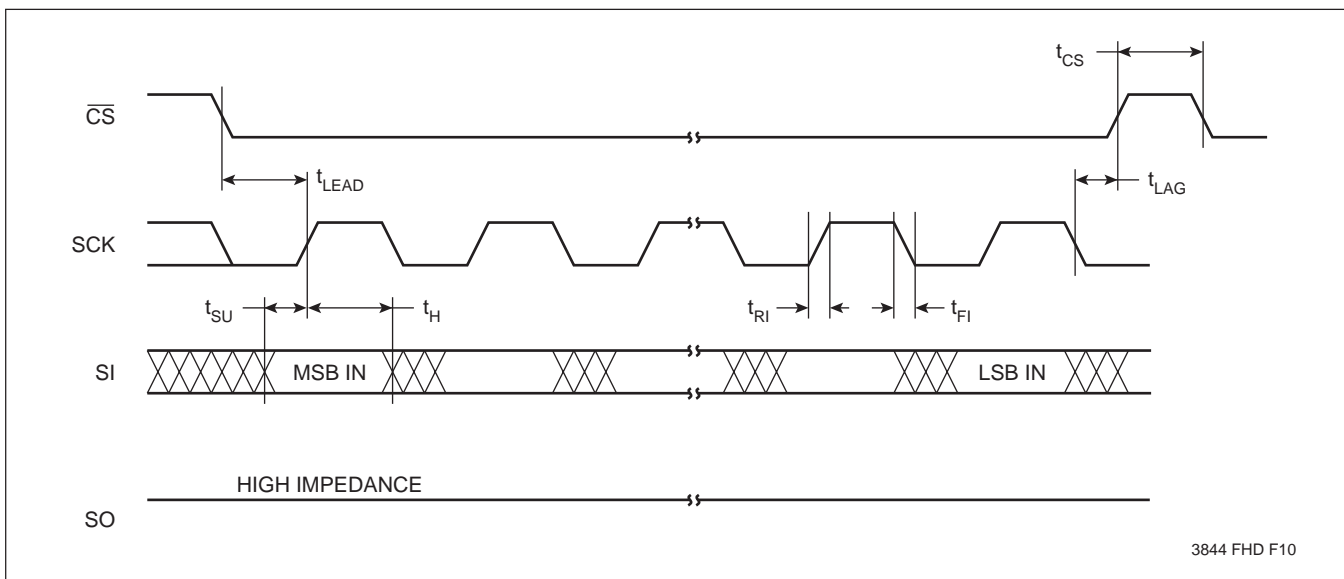 tCS
CS
tLEAD
tLAG
SCK
tSU
tH
tRI
tFI
SI
MSB IN
LSB IN
HIGH IMPEDANCE
SO
3844 FHD F10